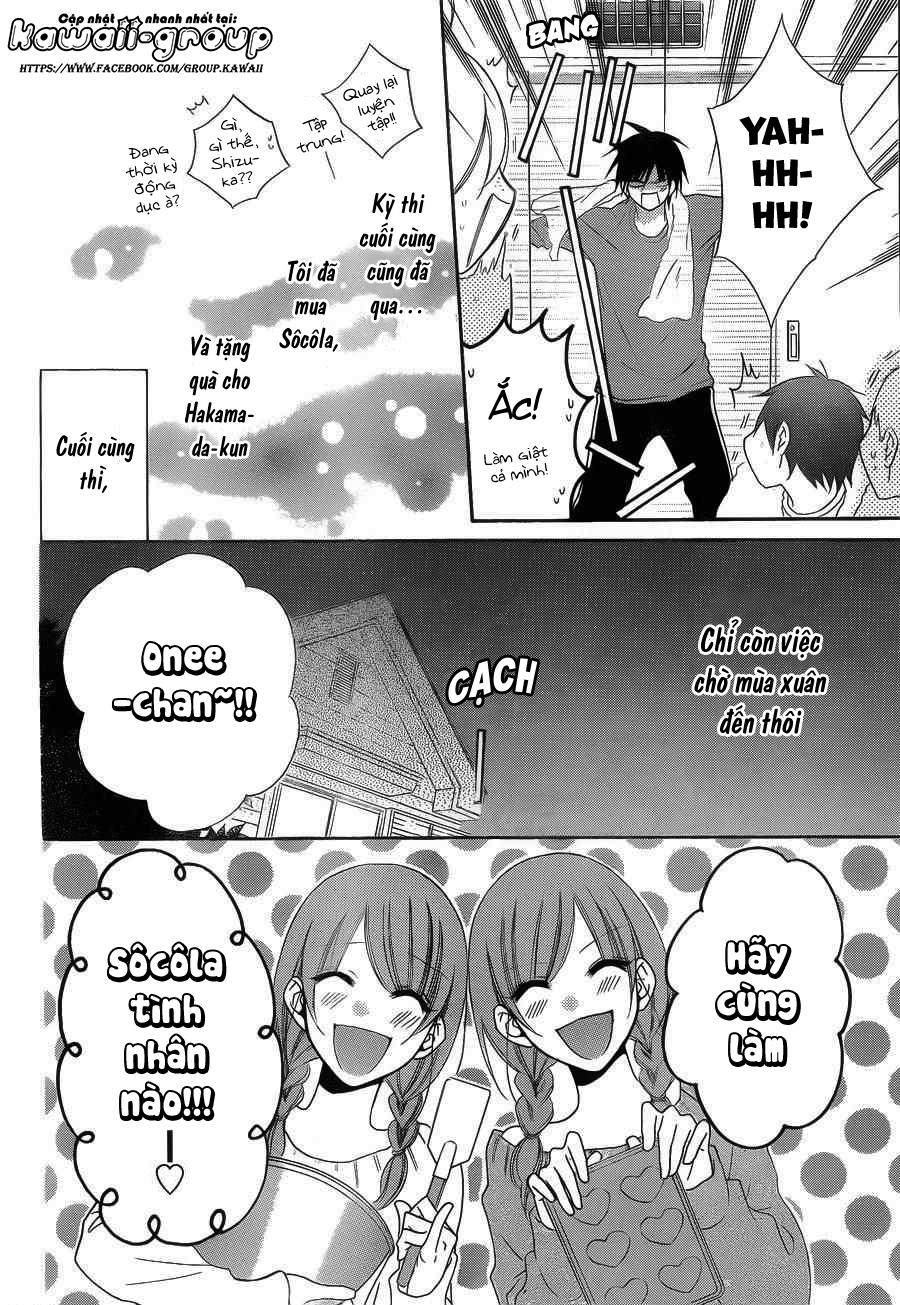 Cập nhật nhanh nhất tại:
kawaii-group
HTTPS://WWW.FACEBOOK.COM/GROUP.KAWAII
BANG
YAH-
HH-
HH!
Ắc!
Làm Giật
cả mình!
Quay lại
luyện
tập!!
Tập
trung!
Gì,
gì thế,
Shizu-
ka??
Đang
thời kỳ
động
dục à?
Kỳ thi
cuối cùng
cũng đã
qua...
Tôi đã
mua
Sôcôla,
Và tặng
quà cho
Hakama-
da-kun
Cuối cùng
thì,
Chỉ còn việc
chờ mùa xuân
đến thôi
CẠCH
Onee
-chan~!!
Hãy
cùng
làm
Sôcôla
tình
nhân
nào!!!